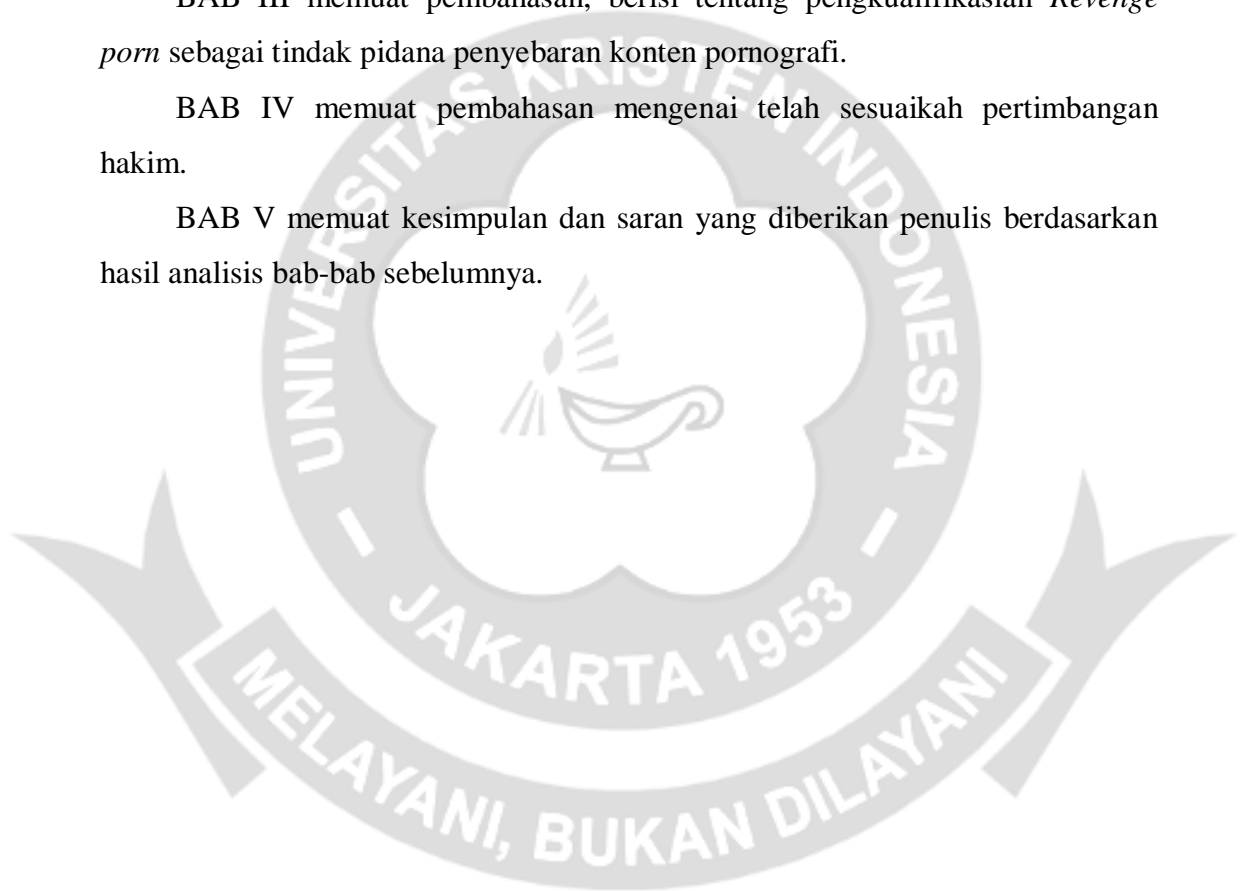 BAB III memuat pembahasan, berisi tentang pengkualifikasian Revenge
porn sebagai tindak pidana penyebaran konten pornografi.
BAB IV memuat pembahasan mengenai telah sesuaikah pertimbangan
hakim.
BAB V memuat kesimpulan dan saran yang diberikan penulis berdasarkan
hasil analisis bab-bab sebelumnya.
UNIVERSITAS KRISTEN INDONESIA
JAKARTA 1953
MELAYANI, BUKAN DILAYANI